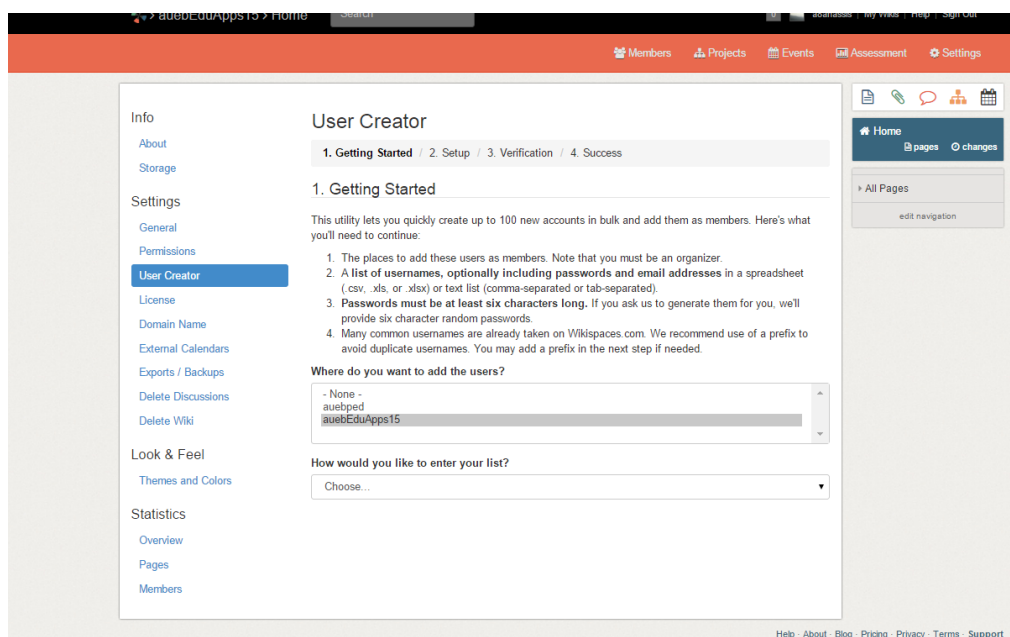 auebEduApps15 › Home
Search
0
My Wikis | Help | Sign Out
Members
Projects
Events
Assessment
Settings
Info
About
Storage
Settings
General
Permissions
User Creator
License
Domain Name
External Calendars
Exports / Backups
Delete Discussions
Delete Wiki
Look & Feel
Themes and Colors
Statistics
Overview
Pages
Members
User Creator
1. Getting Started / 2. Setup / 3. Verification / 4. Success
1. Getting Started
This utility lets you quickly create up to 100 new accounts in bulk and add them as members. Here's what
you'll need to continue:
1. The places to add these users as members. Note that you must be an organizer.
2. A list of usernames, optionally including passwords and email addresses in a spreadsheet
(.csv, .xls, or .xlsx) or text list (comma-separated or tab-separated).
3. Passwords must be at least six characters long. If you ask us to generate them for you, we'll
provide six character random passwords.
4. Many common usernames are already taken on Wikispaces.com. We recommend use of a prefix to
avoid duplicate usernames. You may add a prefix in the next step if needed.
Where do you want to add the users?
- None -
auebped
auebEduApps15
How would you like to enter your list?
Choose...
Home
pages
changes
All Pages
edit navigation
Help · About · Blog · Pricing · Privacy · Terms · Support